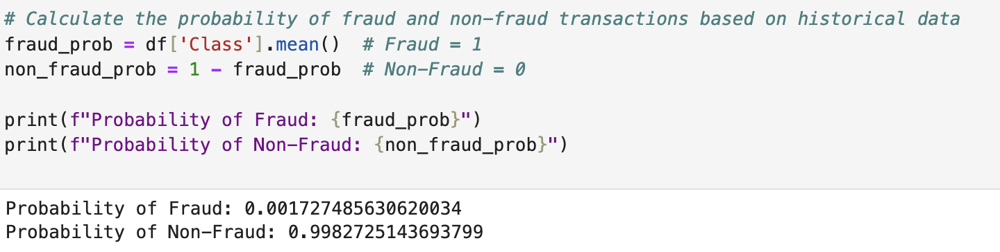 # Calculate the probability of fraud and non-fraud transactions based on historical data
fraud_prob = df['Class'].mean()  # Fraud = 1
non_fraud_prob = 1 - fraud_prob  # Non-Fraud = 0
print(f"Probability of Fraud: {fraud_prob}")
print(f"Probability of Non-Fraud: {non_fraud_prob}")
Probability of Fraud: 0.001727485630620034
Probability of Non-Fraud: 0.9982725143693799